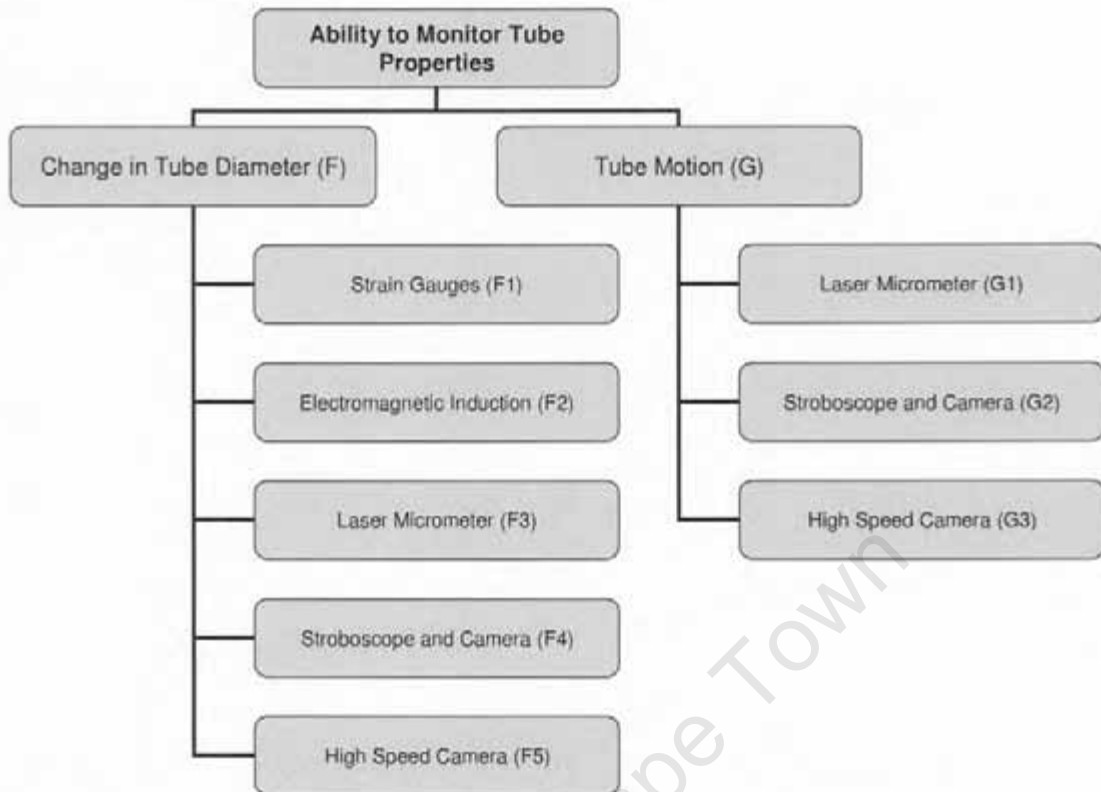 Ability to Monitor Tube
Properties
Change in Tube Diameter (F)
Tube Motion (G)
Strain Gauges (F1)
Electromagnetic Induction (F2)
Laser Micrometer (F3)
Stroboscope and Camera (F4)
High Speed Camera (F5)
Laser Micrometer (G1)
Stroboscope and Camera (G2)
High Speed Camera (G3)
Town